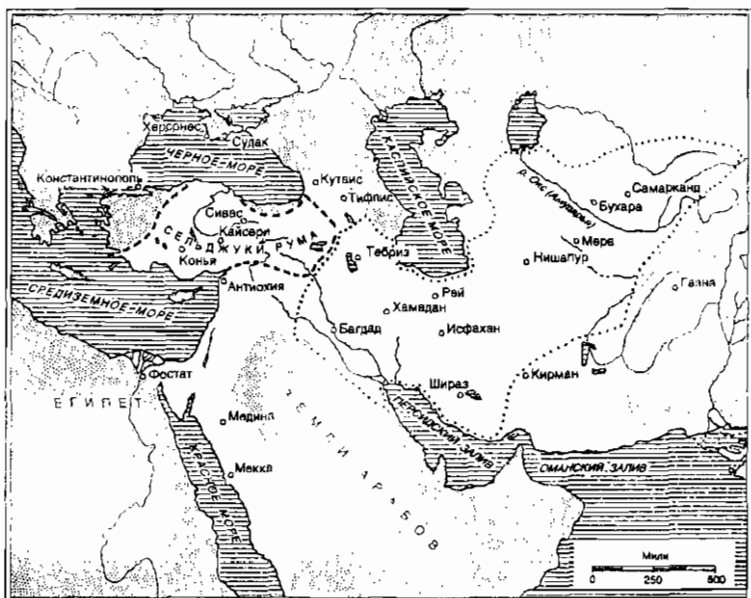 Херсонес
Судак
ЧЕРНОЕ МОРЕ
Константинополь
КАСПИЙСКОЕ МОРЕ
Кутаис
Тифлис
р. Окс (Амударья)
Самарканд
Бухара
Сивас
Кайсери
СЕЛЬДЖУКИ РУМА
Конья
Тебриз
Мерв
Нишапур
Газна
Антиохия
СРЕДИЗЕМНОЕ МОРЕ
Рей
Хамадан
Багдад
Исфахан
Фостат
ЕГИПЕТ
Шираз
Кирман
Медина
ЗЕМЛИ АРАБОВ
ПЕРСИДСКИЙ ЗАЛИВ
ОМАНСКИЙ ЗАЛИВ
Мекка
КРАСНОЕ МОРЕ
Мили
0 250 500